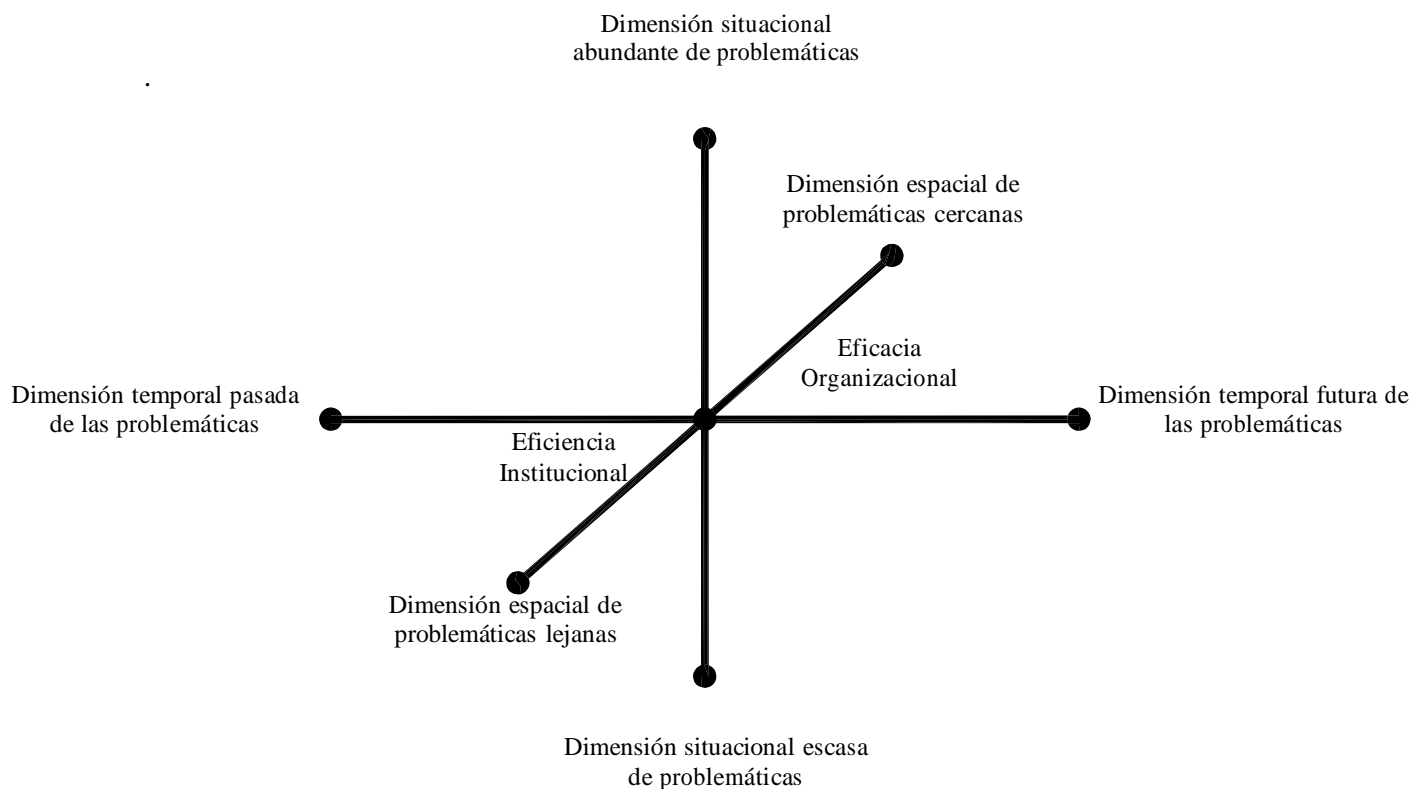 Dimensión situacional
abundante de problemáticas
.
Dimensión espacial de
problemáticas cercanas
Eficacia
Organizacional
Dimensión temporal pasada
de las problemáticas
Dimensión temporal futura de
las problemáticas
Eficiencia
Institucional
Dimensión espacial de
problemáticas lejanas
Dimensión situacional escasa
de problemáticas